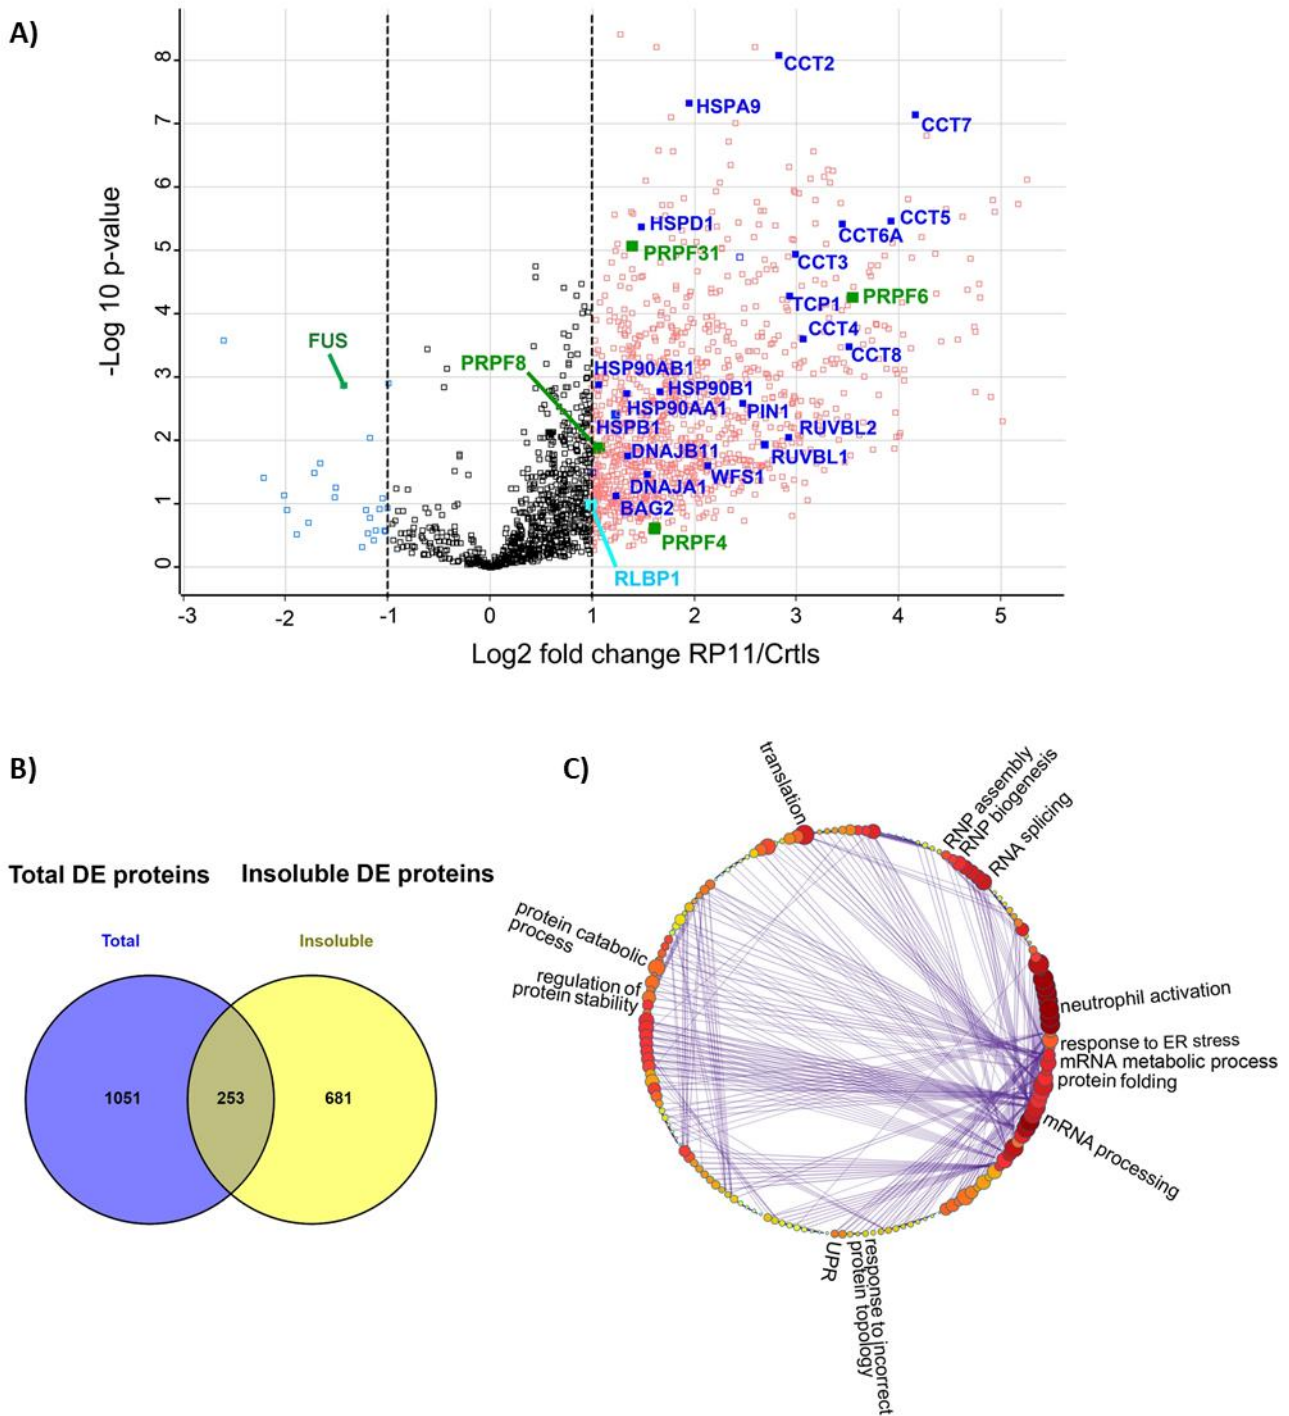 A)
8
CCT2
HSPA9
7
CCT7
6
HSPD1
CCT5
CCT6A
5
PRPF31
CCT3
PRPF6
4
TCP1
FUS
CCT4
PRPF8
CCT8
3
HSP90AB1
HSP90B1
HSP90AA1
PIN1
HSPB1
RUVBL2
2
DNAJB11
RUVBL1
WFS1
DNAJA1
1
BAG2
PRPF4
0
RLBP1
-Log 10 p-value
-3 -2 -1 0 1 2 3 4 5
Log2 fold change RP11/Crtls
B)
Total DE proteins
Insoluble DE proteins
Total
Insoluble
1051
253
681
C)
translation
RNP assembly
RNP biogenesis
RNA splicing
protein catabolic
process
regulation of
protein stability
neutrophil activation
response to ER stress
mRNA metabolic process
protein folding
mRNA processing
UPR
response to incorrect
protein topology